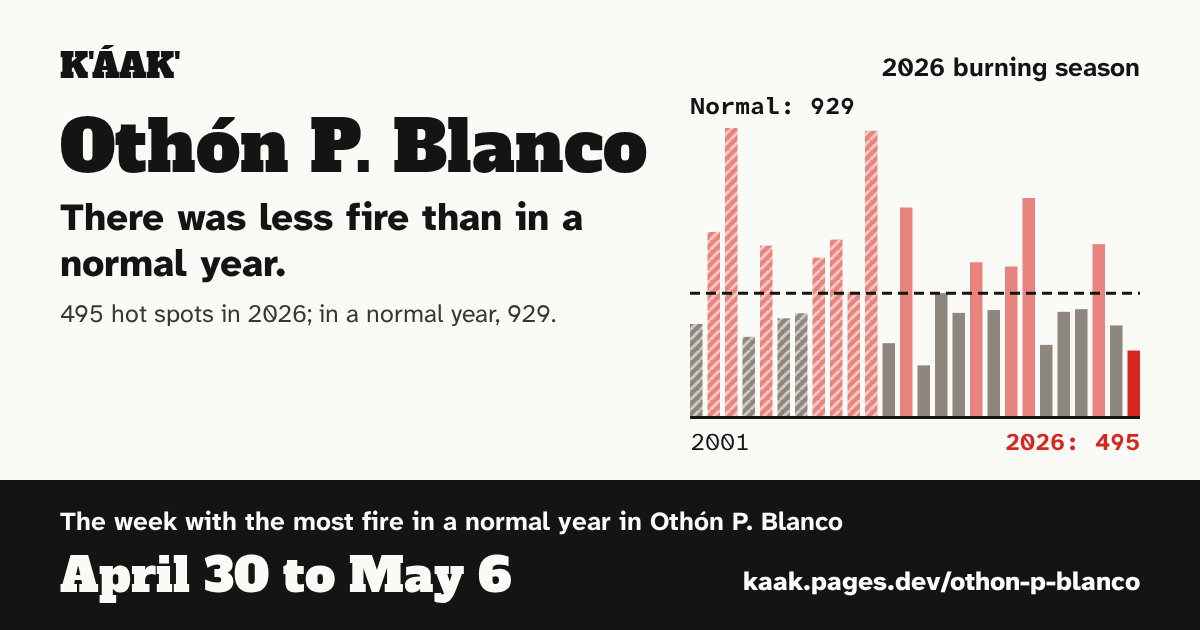 K'ÁAK'
2026 burning season
Othón P. Blanco
There was less fire than in a
normal year.
495 hot spots in 2026; in a normal year, 929.
Normal: 929
2001
2026: 495
The week with the most fire in a normal year in Othón P. Blanco
April 30 to May 6
kaak.pages.dev/othon-p-blanco